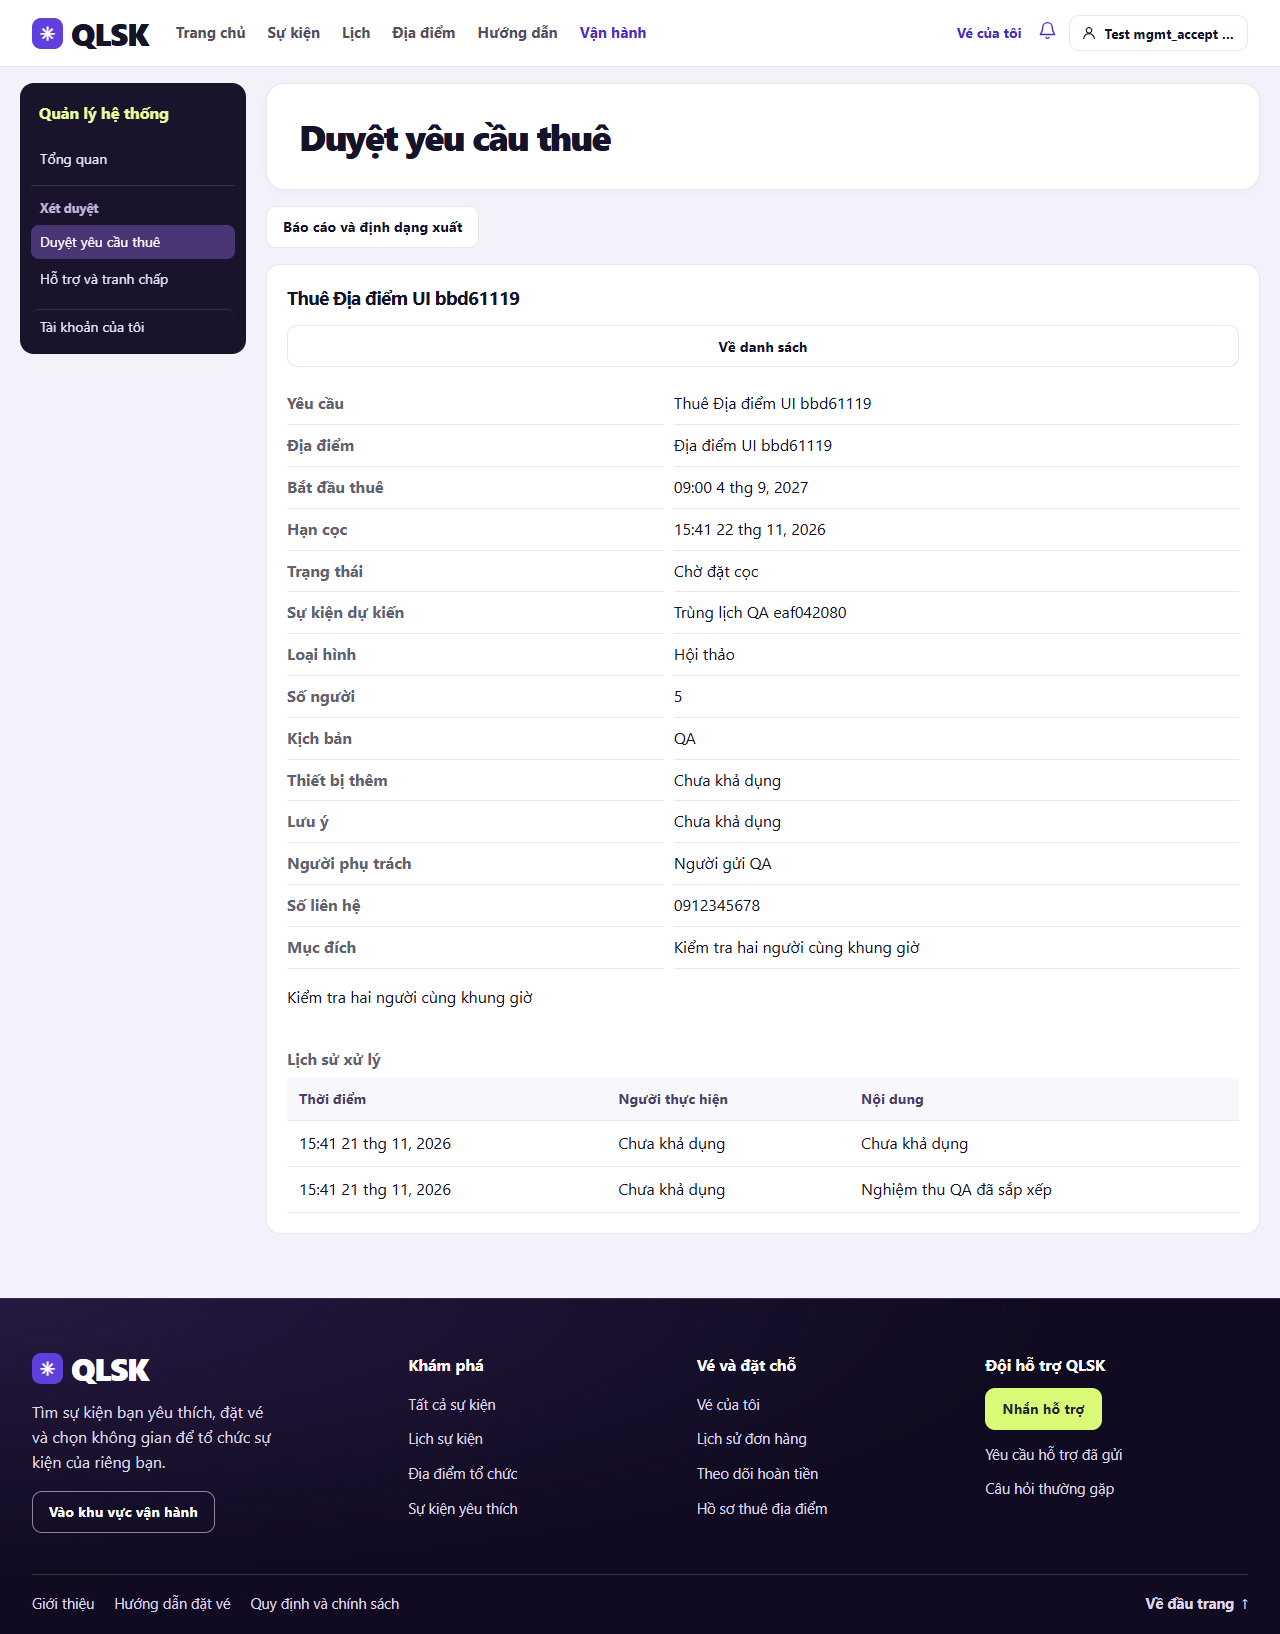 QLSK
Trang chủ
Sự kiện
Lịch
Địa điểm
Hướng dẫn
Vận hành
Vé của tôi
Test mgmt_accept ...
Quản lý hệ thống
Tổng quan
Xét duyệt
Duyệt yêu cầu thuê
Hỗ trợ và tranh chấp
Tài khoản của tôi
Duyệt yêu cầu thuê
Báo cáo và định dạng xuất
Thuê Địa điểm UI bbd61119
Về danh sách
Yêu cầu Thuê Địa điểm UI bbd61119
Địa điểm Địa điểm UI bbd61119
Bắt đầu thuê 09:00 4 thg 9, 2027
Hạn cọc 15:41 22 thg 11, 2026
Trạng thái Chờ đặt cọc
Sự kiện dự kiến Trùng lịch QA eaf042080
Loại hình Hội thảo
Số người 5
Kịch bản QA
Thiết bị thêm Chưa khả dụng
Lưu ý Chưa khả dụng
Người phụ trách Người gửi QA
Số liên hệ 0912345678
Mục đích Kiểm tra hai người cùng khung giờ
Kiểm tra hai người cùng khung giờ
Lịch sử xử lý
Thời điểm Người thực hiện Nội dung
15:41 21 thg 11, 2026 Chưa khả dụng Chưa khả dụng
15:41 21 thg 11, 2026 Chưa khả dụng Nghiệm thu QA đã sắp xếp
QLSK
Tìm sự kiện bạn yêu thích, đặt vé
và chọn không gian để tổ chức sự
kiện của riêng bạn.
Vào khu vực vận hành
Khám phá
Tất cả sự kiện
Lịch sự kiện
Địa điểm tổ chức
Sự kiện yêu thích
Vé và đặt chỗ
Vé của tôi
Lịch sử đơn hàng
Theo dõi hoàn tiền
Hồ sơ thuê địa điểm
Đội hỗ trợ QLSK
Nhắn hỗ trợ
Yêu cầu hỗ trợ đã gửi
Câu hỏi thường gặp
Giới thiệu
Hướng dẫn đặt vé
Quy định và chính sách
Về đầu trang ↑